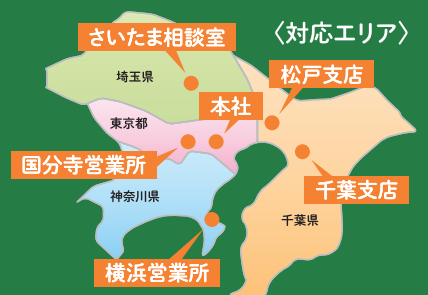 〈対応エリア〉
さいたま相談室
松戸支店
埼玉県
本社
東京都
国分寺営業所
千葉支店
神奈川県
千葉県
横浜営業所